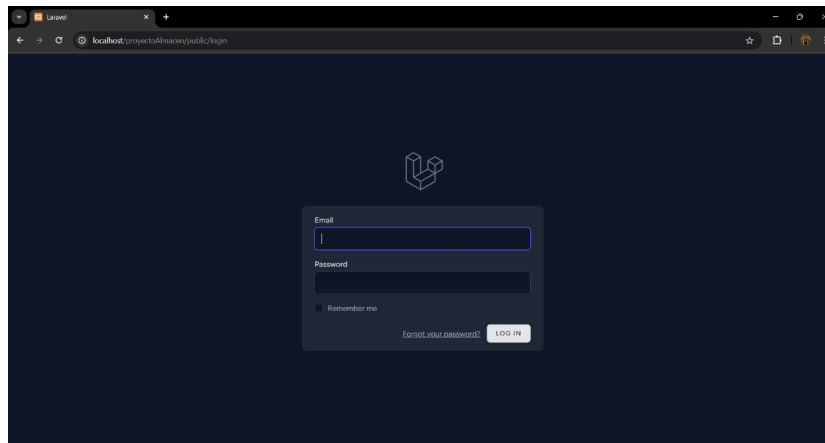 Laravel
localhost/proyectoAlmacen/public/login
Email
Password
Remember me
Forgot your password? LOG IN